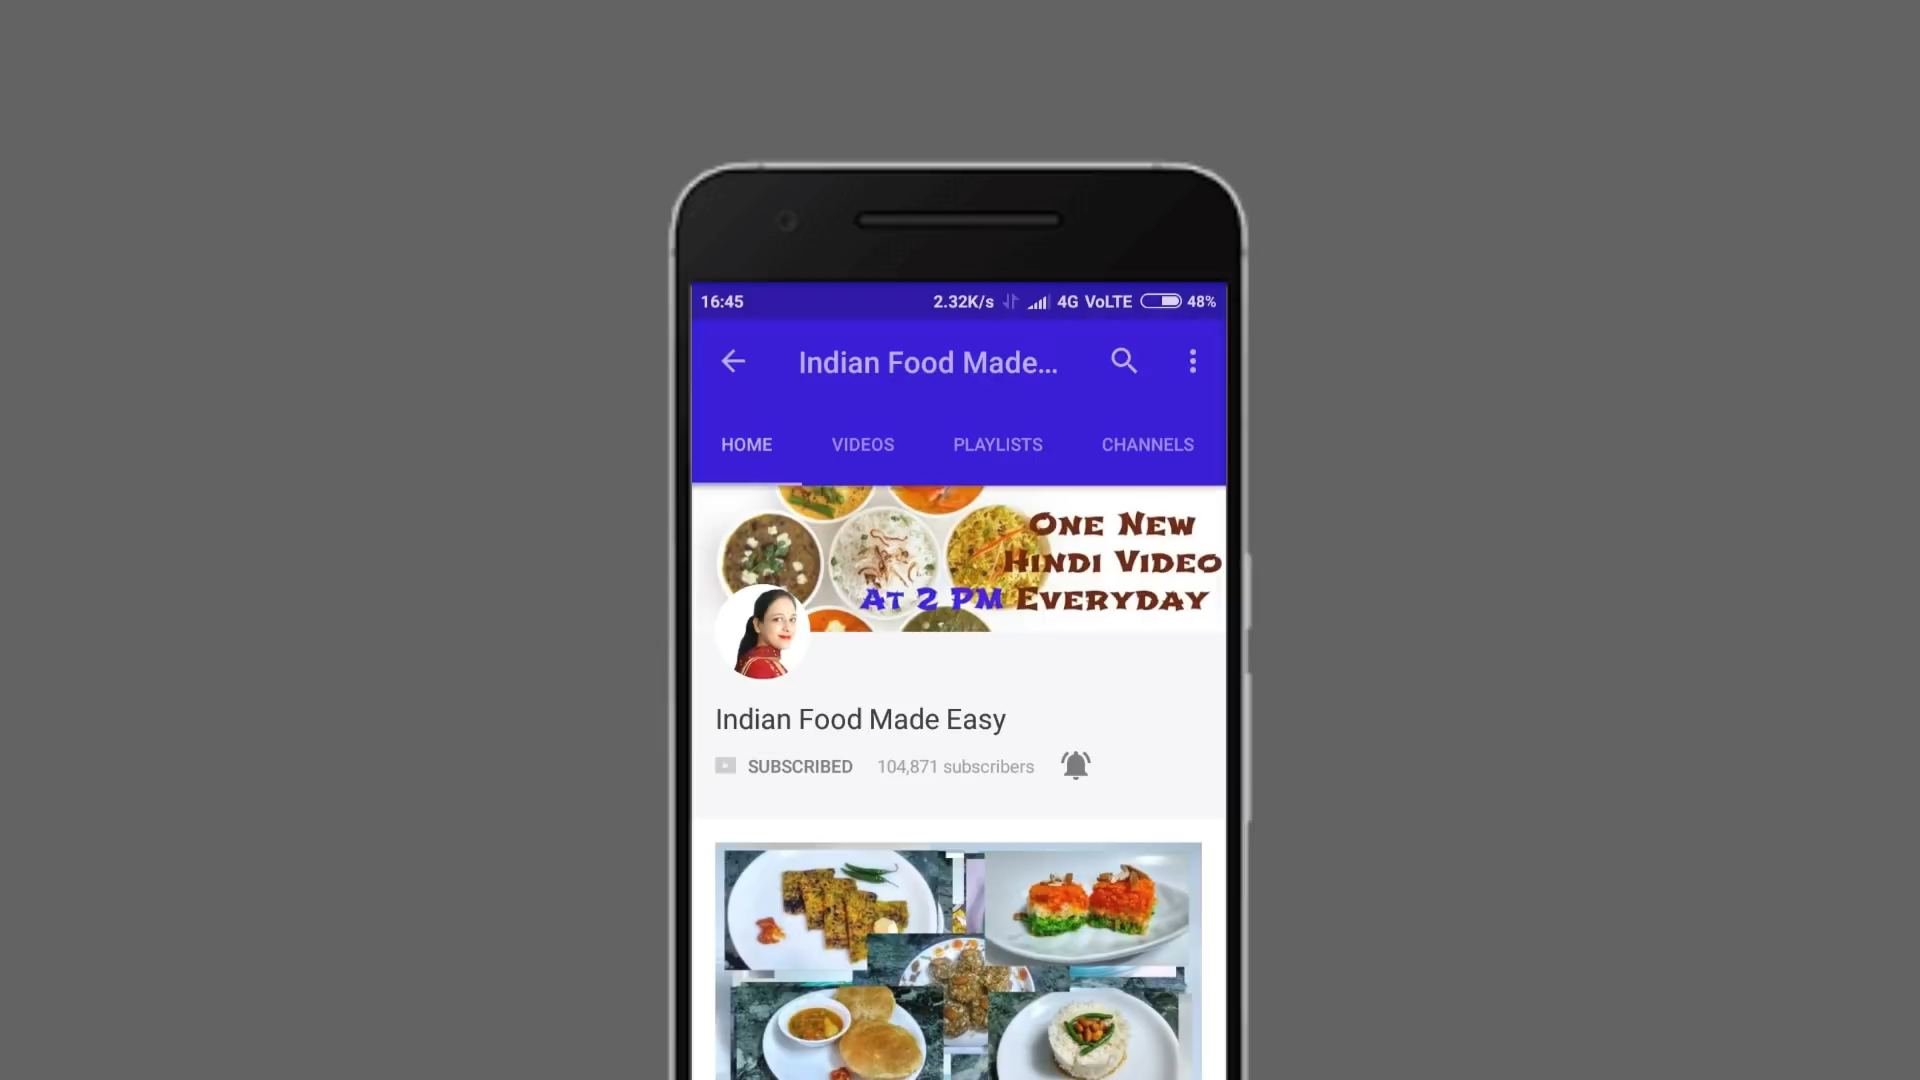 16:45 2.32K/s 4G VoLTE 48%
Indian Food Made...
HOME VIDEOS PLAYLISTS CHANNELS
One New
Hindi Video
At 2 PM Everyday
Indian Food Made Easy
SUBSCRIBED 104,871 subscribers